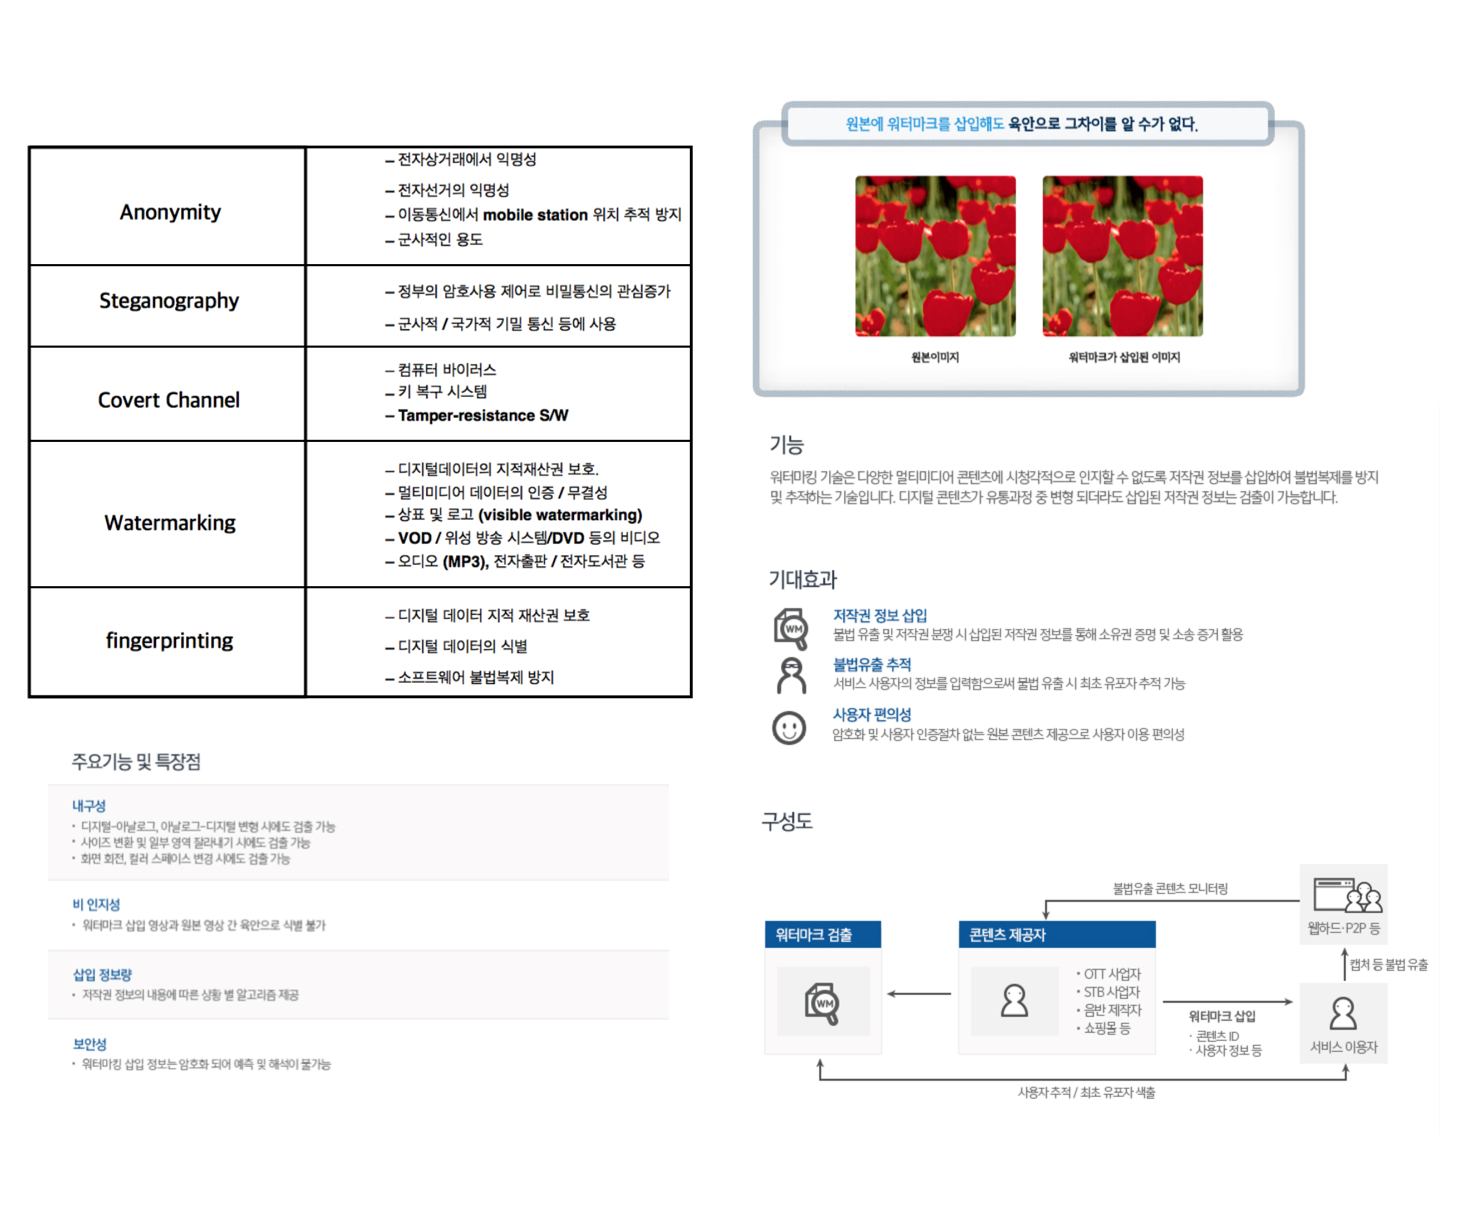 Anonymity
– 전자상거래에서 익명성
– 전자선거의 익명성
– 이동통신에서 mobile station 위치 추적 방지
– 군사적인 용도
Steganography
– 정부의 암호사용 제어로 비밀통신의 관심증가
– 군사적 / 국가적 기밀 통신 등에 사용
Covert Channel
– 컴퓨터 바이러스
– 키 복구 시스템
– Tamper-resistance S/W
Watermarking
– 디지털데이터의 지적재산권 보호.
– 멀티미디어 데이터의 인증 / 무결성
– 상표 및 로고 (visible watermarking)
– VOD / 위성 방송 시스템/DVD 등의 비디오
– 오디오 (MP3), 전자출판 / 전자도서관 등
fingerprinting
– 디지털 데이터 지적 재산권 보호
– 디지털 데이터의 식별
– 소프트웨어 불법복제 방지
주요기능 및 특장점
내구성
• 디지털-아날로그, 아날로그-디지털 변형 시에도 검출 가능
• 사이즈 변환 및 일부 영역 잘라내기 시에도 검출 가능
• 화면 회전, 컬러 스페이스 변경 시에도 검출 가능
비 인지성
• 워터마크 삽입 영상과 원본 영상 간 육안으로 식별 불가
삽입 정보량
• 저작권 정보의 내용에 따른 상황 별 알고리즘 제공
보안성
• 워터마킹 삽입 정보는 암호화 되어 예측 및 해석이 불가능
원본에 워터마크를 삽입해도 육안으로 그차이를 알 수가 없다.
원본이미지
워터마크가 삽입된 이미지
기능
워터마킹 기술은 다양한 멀티미디어 콘텐츠에 시청각적으로 인지할 수 없도록 저작권 정보를 삽입하여 불법복제를 방지
및 추적하는 기술입니다. 디지털 콘텐츠가 유통과정 중 변형 되더라도 삽입된 저작권 정보는 검출이 가능합니다.
기대효과
WM
저작권 정보 삽입
불법 유출 및 저작권 분쟁 시 삽입된 저작권 정보를 통해 소유권 증명 및 소송 증거 활용
불법유출 추적
서비스 사용자의 정보를 입력함으로써 불법 유출 시 최초 유포자 추적 가능
사용자 편의성
암호화 및 사용자 인증절차 없는 원본 콘텐츠 제공으로 사용자 이용 편의성
구성도
불법유출 콘텐츠 모니터링
웹하드·P2P 등
캡처 등 불법 유출
워터마크 검출
WM
콘텐츠 제공자
• OTT 사업자
• STB 사업자
• 음반 제작자
• 쇼핑몰 등
워터마크 삽입
· 콘텐츠 ID
· 사용자 정보 등
서비스 이용자
사용자 추적 / 최초 유포자 색출